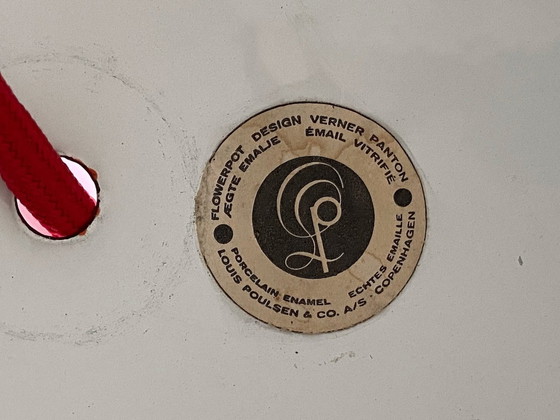 FLOWERPOT DESIGN VERNER PANTON
ÆGTE EMALJE ÉMAIL VITRIFIÉ
PORCELAIN ENAMEL ECHTES EMAILLE
LOUIS POULSEN & CO. A/S · COPENHAGEN